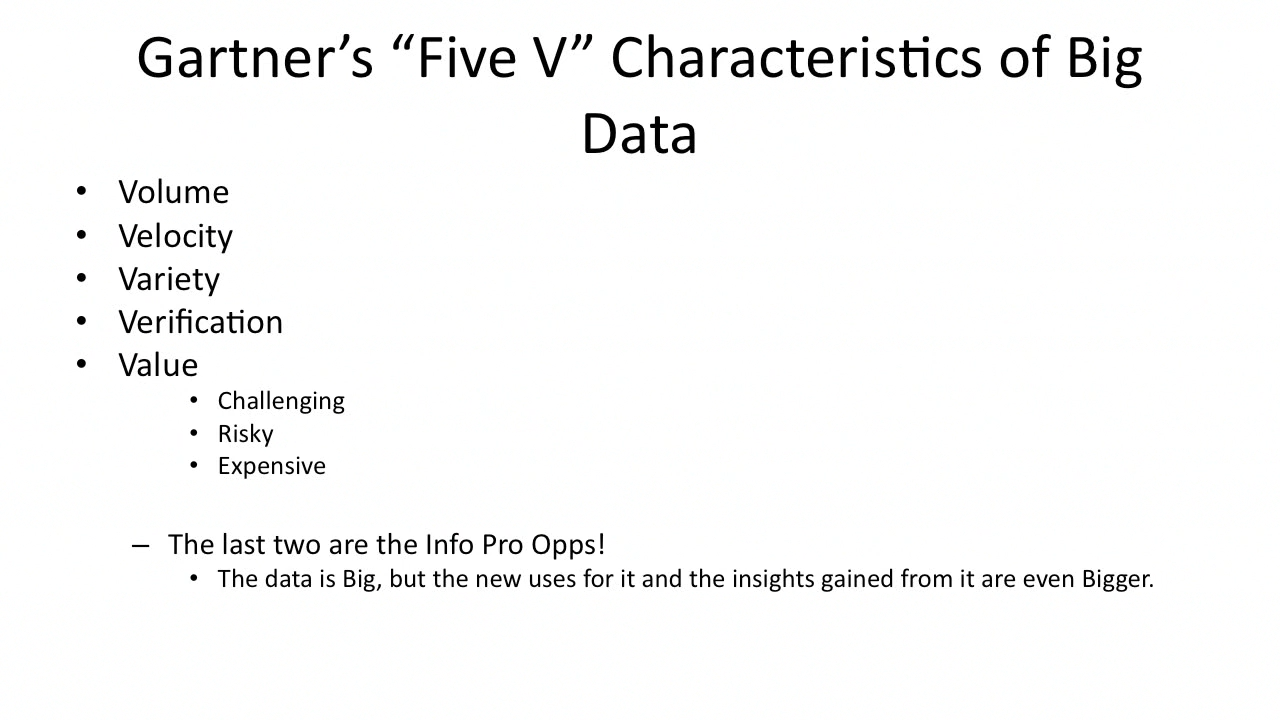 Gartner’s “Five V” Characteristics of Big
Data
• Volume
• Velocity
• Variety
• Verification
• Value
• Challenging
• Risky
• Expensive
– The last two are the Info Pro Opps!
• The data is Big, but the new uses for it and the insights gained from it are even Bigger.